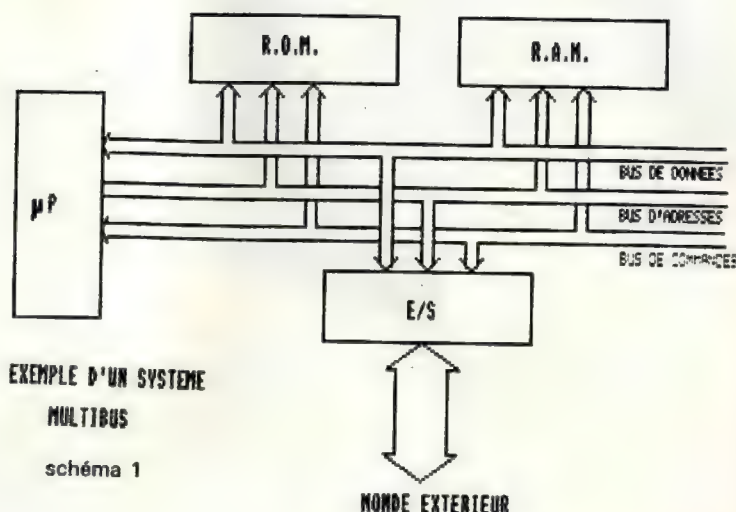 R.O.M.
R.A.M.
µP
BUS DE DONNEES
BUS D'ADRESSES
BUS DE COMMANDES
E/S
EXEMPLE D'UN SYSTEME
MULTIBUS
schéma 1
MONDE EXTERIEUR